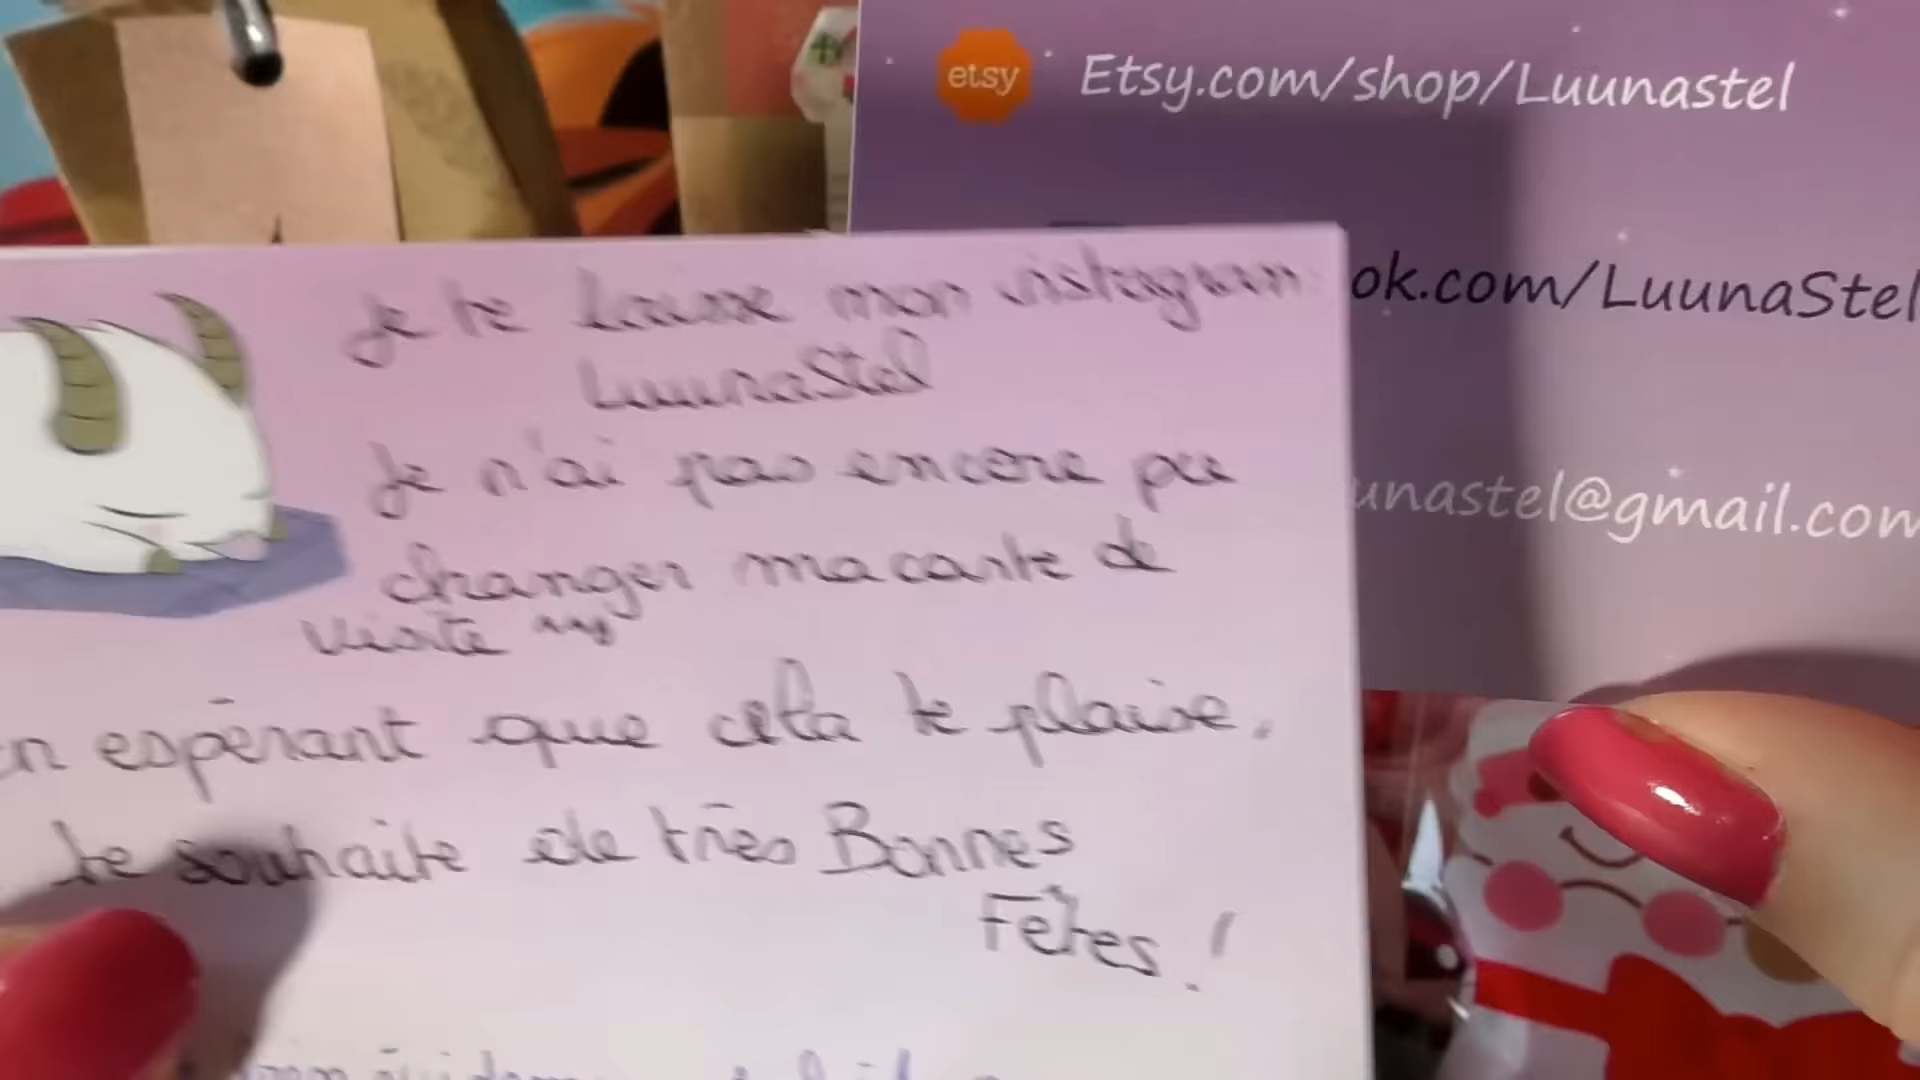 etsy Etsy.com/shop/Luunastel
ok.com/LuunaStel
unastel@gmail.com
Je te laisse mon instagram
LuunaStel
Je n'ai pas encore pu
changer ma carte de
visite ^^
en espérant que cela te plaise,
te souhaite de très Bonnes
Fêtes !